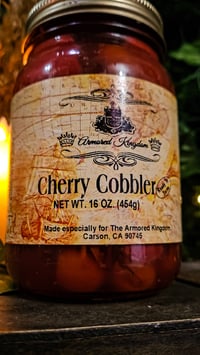 Armored Kingdom
Cherry Cobbler
NET WT. 16 OZ. (454g)
Made especially for The Armored Kingdom
Carson, CA 90745